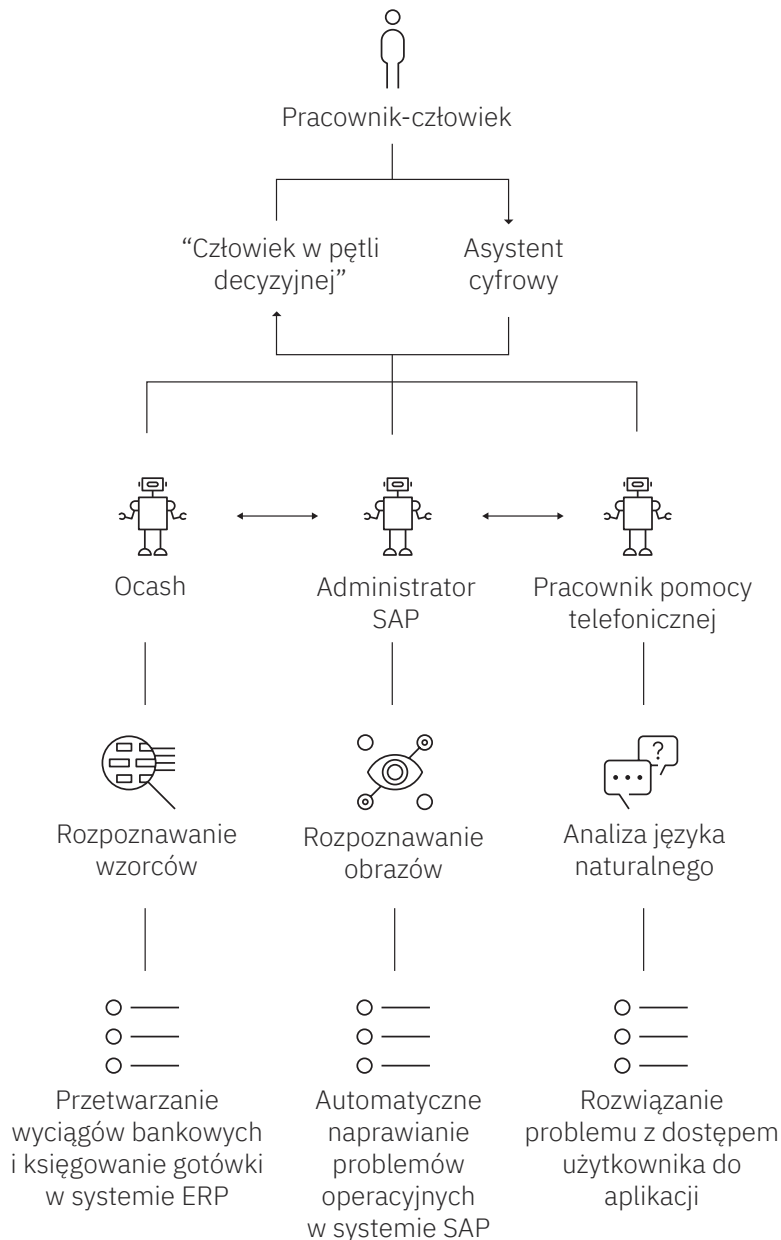 Pracownik-człowiek
“Człowiek w pętli
decyzyjnej”
Asystent
cyfrowy
Ocash
Administrator
SAP
Pracownik pomocy
telefonicznej
?
Rozpoznawanie
wzorców
Rozpoznawanie
obrazów
Analiza języka
naturalnego
Przetwarzanie
wyciągów bankowych
i księgowanie gotówki
w systemie ERP
Automatyczne
naprawianie
problemów
operacyjnych
w systemie SAP
Rozwiązanie
problemu z dostępem
użytkownika do
aplikacji